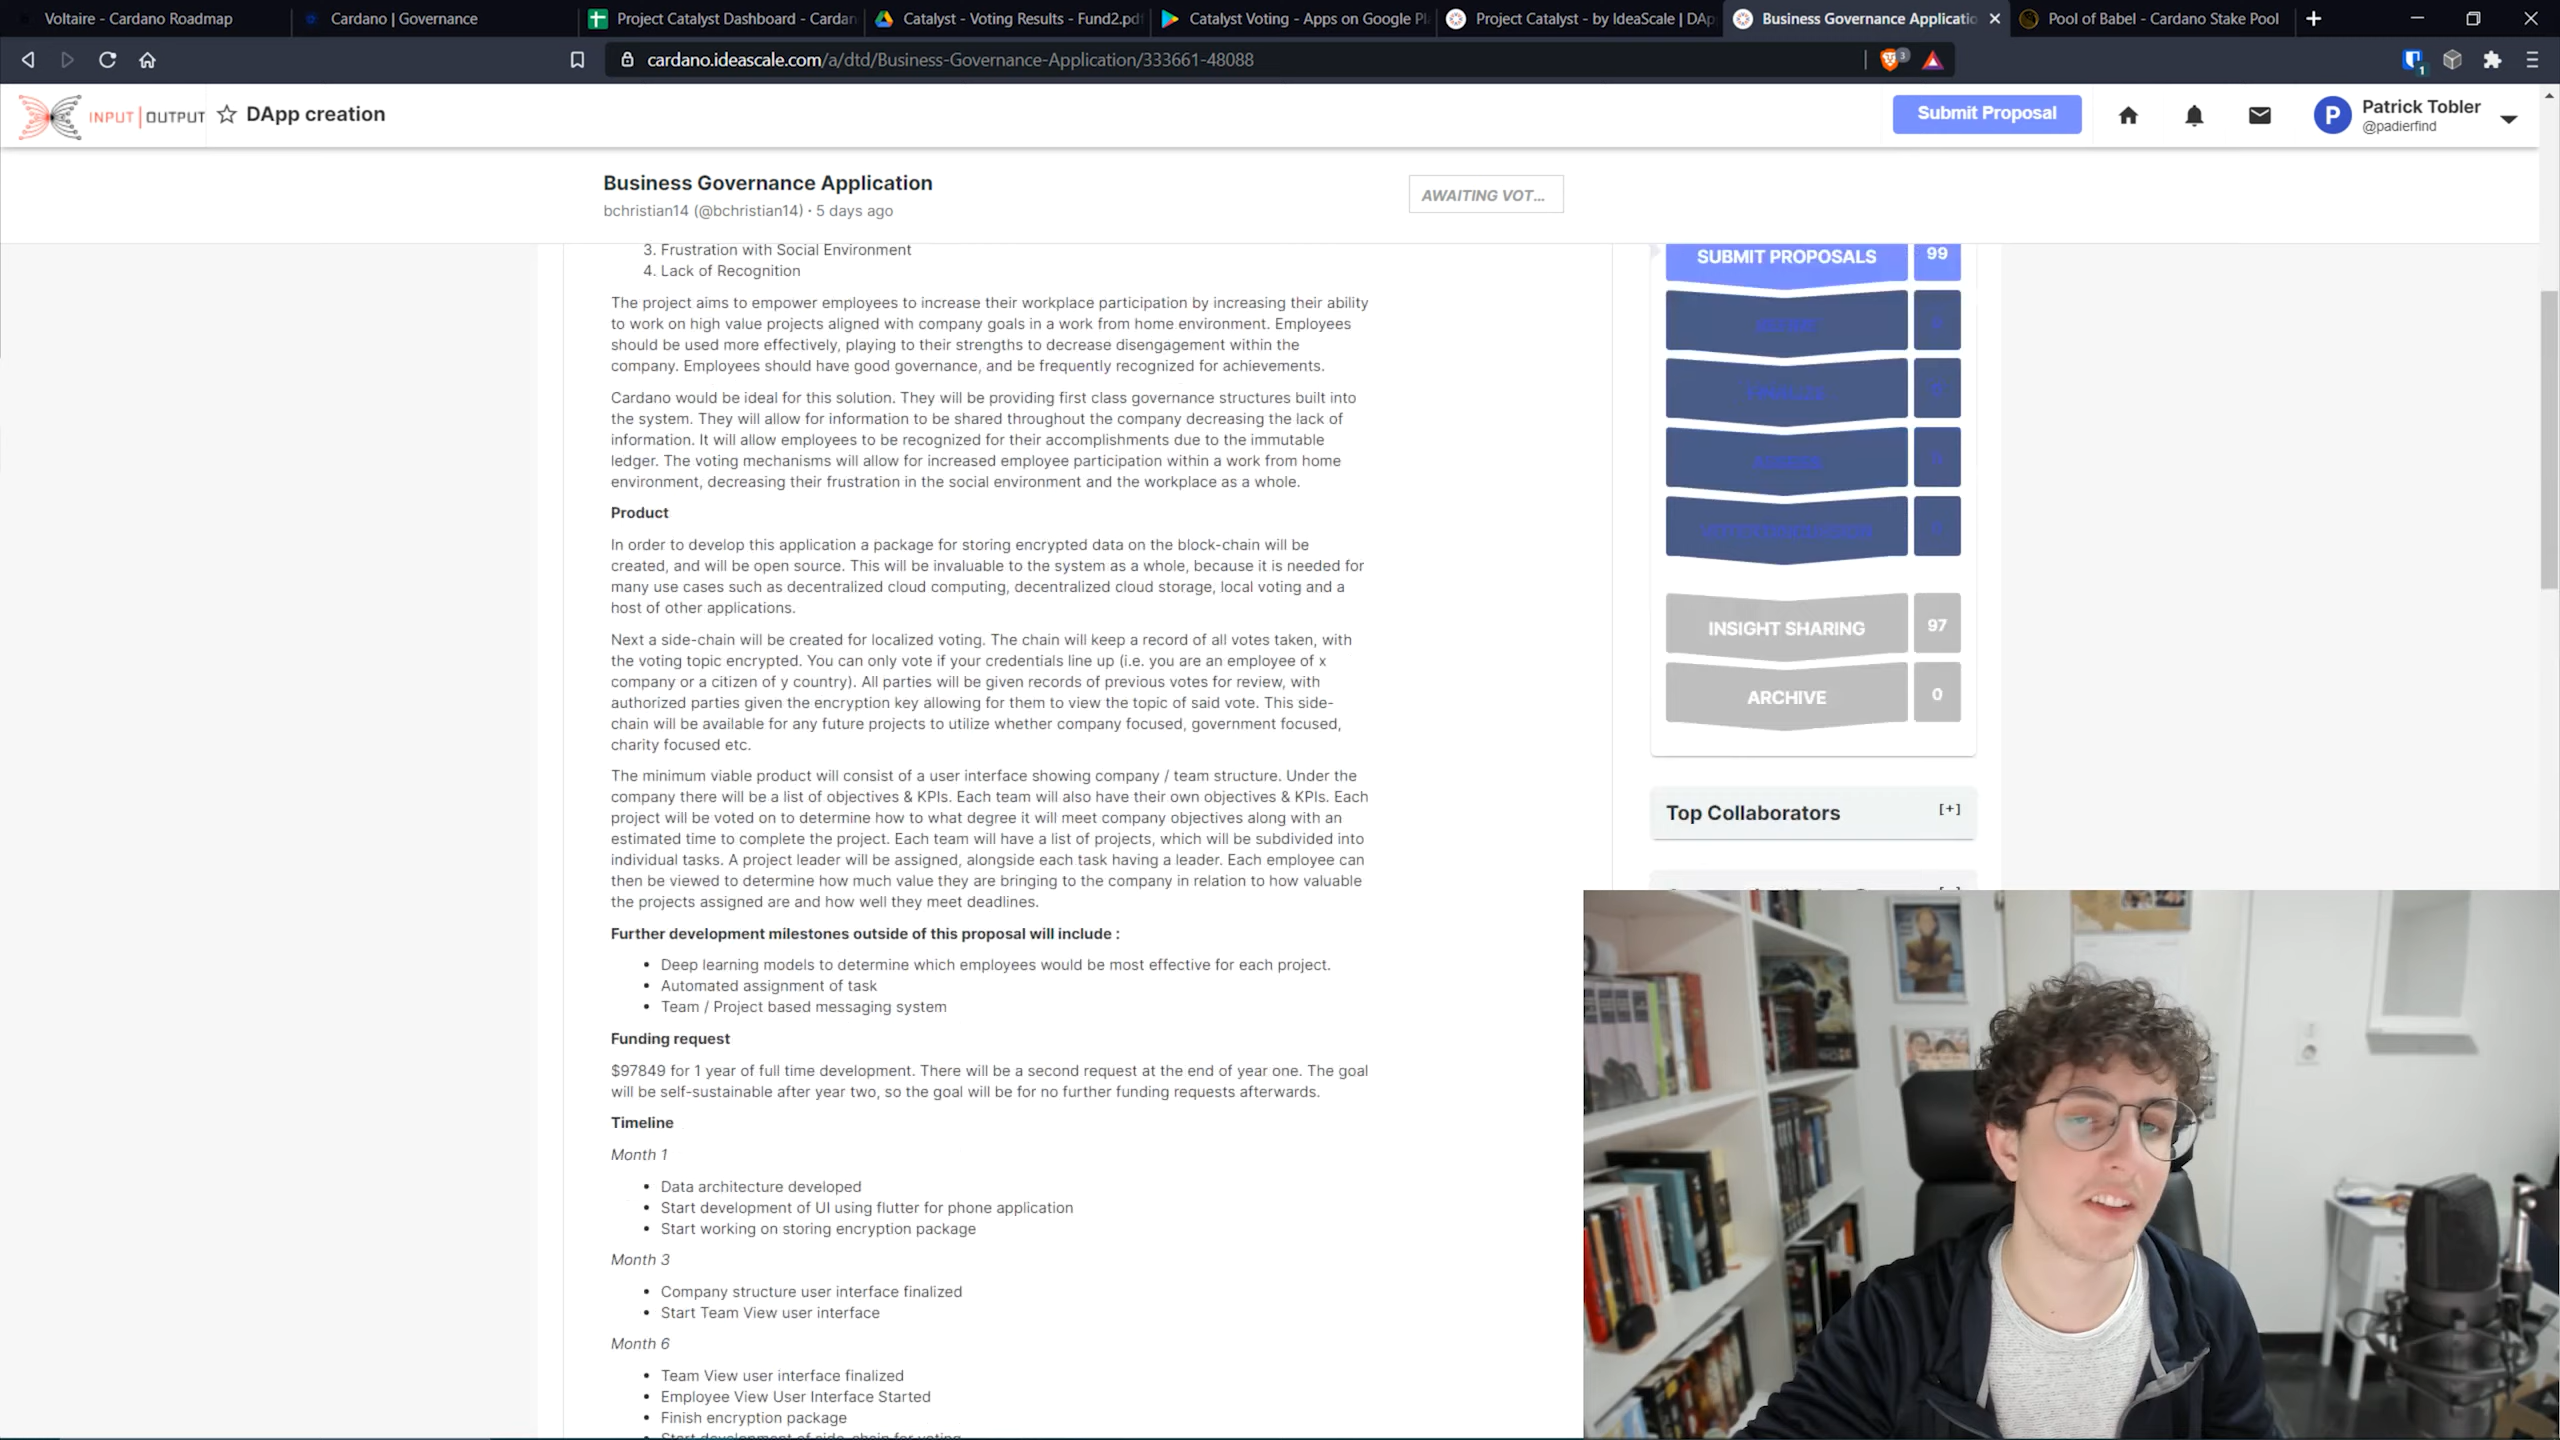 Voltaire - Cardano Roadmap
Cardano | Governance
Project Catalyst Dashboard - Cardan
Catalyst - Voting Results - Fund2.pdf
Catalyst Voting - Apps on Google Pl
Project Catalyst - by IdeaScale | DAp
Business Governance Applicatio
Pool of Babel - Cardano Stake Pool
cardano.ideascale.com/a/dtd/Business-Governance-Application/333661-48088
3
1
INPUT | OUTPUT
DApp creation
Submit Proposal
P
Patrick Tobler
@padierfind
Business Governance Application
bchristian14 (@bchristian14) · 5 days ago
AWAITING VOT...
3. Frustration with Social Environment
4. Lack of Recognition
The project aims to empower employees to increase their workplace participation by increasing their ability
to work on high value projects aligned with company goals in a work from home environment. Employees
should be used more effectively, playing to their strengths to decrease disengagement within the
company. Employees should have good governance, and be frequently recognized for achievements.
Cardano would be ideal for this solution. They will be providing first class governance structures built into
the system. They will allow for information to be shared throughout the company decreasing the lack of
information. It will allow employees to be recognized for their accomplishments due to the immutable
ledger. The voting mechanisms will allow for increased employee participation within a work from home
environment, decreasing their frustration in the social environment and the workplace as a whole.
Product
In order to develop this application a package for storing encrypted data on the block-chain will be
created, and will be open source. This will be invaluable to the system as a whole, because it is needed for
many use cases such as decentralized cloud computing, decentralized cloud storage, local voting and a
host of other applications.
Next a side-chain will be created for localized voting. The chain will keep a record of all votes taken, with
the voting topic encrypted. You can only vote if your credentials line up (i.e. you are an employee of x
company or a citizen of y country). All parties will be given records of previous votes for review, with
authorized parties given the encryption key allowing for them to view the topic of said vote. This side-
chain will be available for any future projects to utilize whether company focused, government focused,
charity focused etc.
The minimum viable product will consist of a user interface showing company / team structure. Under the
company there will be a list of objectives & KPIs. Each team will also have their own objectives & KPIs. Each
project will be voted on to determine how to what degree it will meet company objectives along with an
estimated time to complete the project. Each team will have a list of projects, which will be subdivided into
individual tasks. A project leader will be assigned, alongside each task having a leader. Each employee can
then be viewed to determine how much value they are bringing to the company in relation to how valuable
the projects assigned are and how well they meet deadlines.
Further development milestones outside of this proposal will include :
• Deep learning models to determine which employees would be most effective for each project.
• Automated assignment of task
• Team / Project based messaging system
Funding request
$97849 for 1 year of full time development. There will be a second request at the end of year one. The goal
will be self-sustainable after year two, so the goal will be for no further funding requests afterwards.
Timeline
Month 1
• Data architecture developed
• Start development of UI using flutter for phone application
• Start working on storing encryption package
Month 3
• Company structure user interface finalized
• Start Team View user interface
Month 6
• Team View user interface finalized
• Employee View User Interface Started
• Finish encryption package
• Start development of side-chain for voting
SUBMIT PROPOSALS 99
INSIGHT SHARING 97
ARCHIVE 0
Top Collaborators [+]